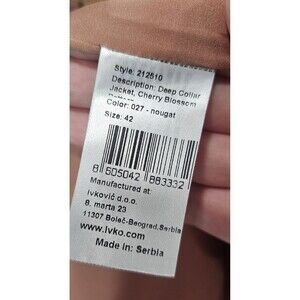 Style: 212510
Description: Deep Collar
Jacket, Cherry Blossom
Color: 027 - nougat
Size: 42
8 605042 883332
Manufactured at:
Ivković d.o.o.
8. marta 23
11307 Boleč-Beograd,Serbia
www.ivko.com
Made in: Serbia